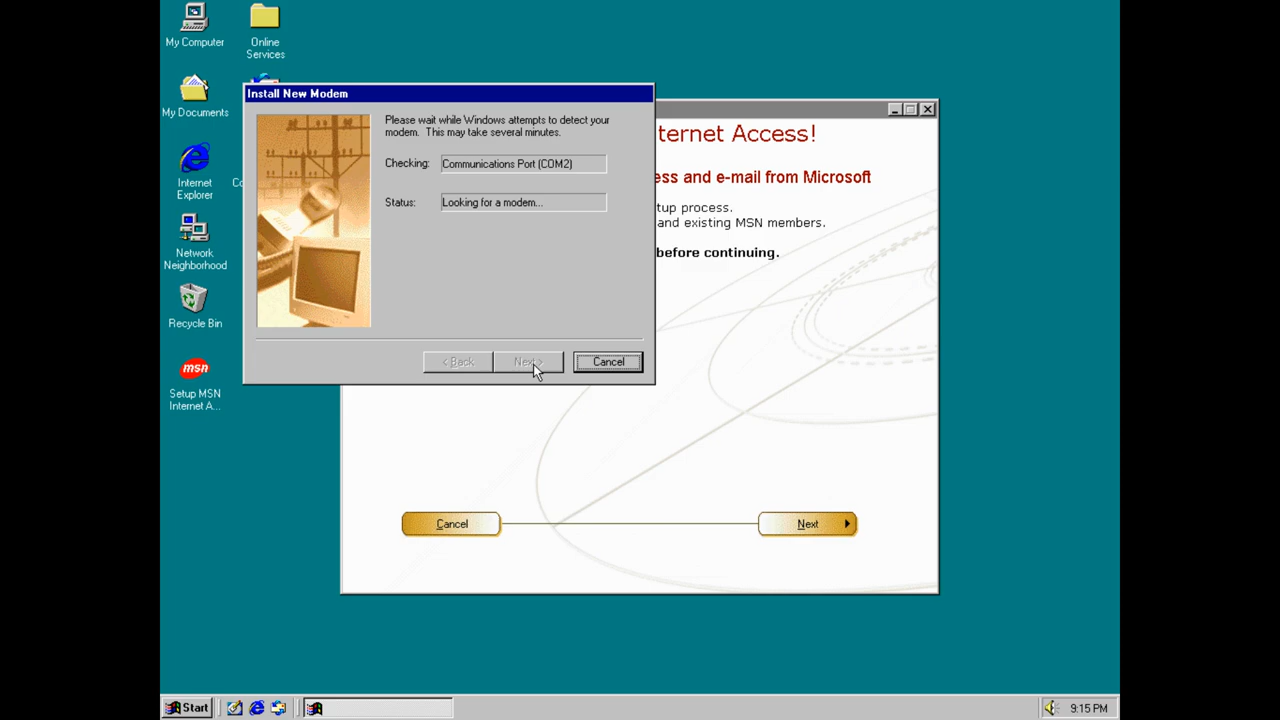 My Computer
Online
Services
My Documents
Internet
Explorer
Co
Network
Neighborhood
Recycle Bin
msn
Setup MSN
Internet A...
Install New Modem
Please wait while Windows attempts to detect your
modem. This may take several minutes.
Checking: Communications Port (COM2)
Status: Looking for a modem...
< Back Next > Cancel
ternet Access!
ess and e-mail from Microsoft
tup process.
and existing MSN members.
before continuing.
Cancel Next
Start 9:15 PM